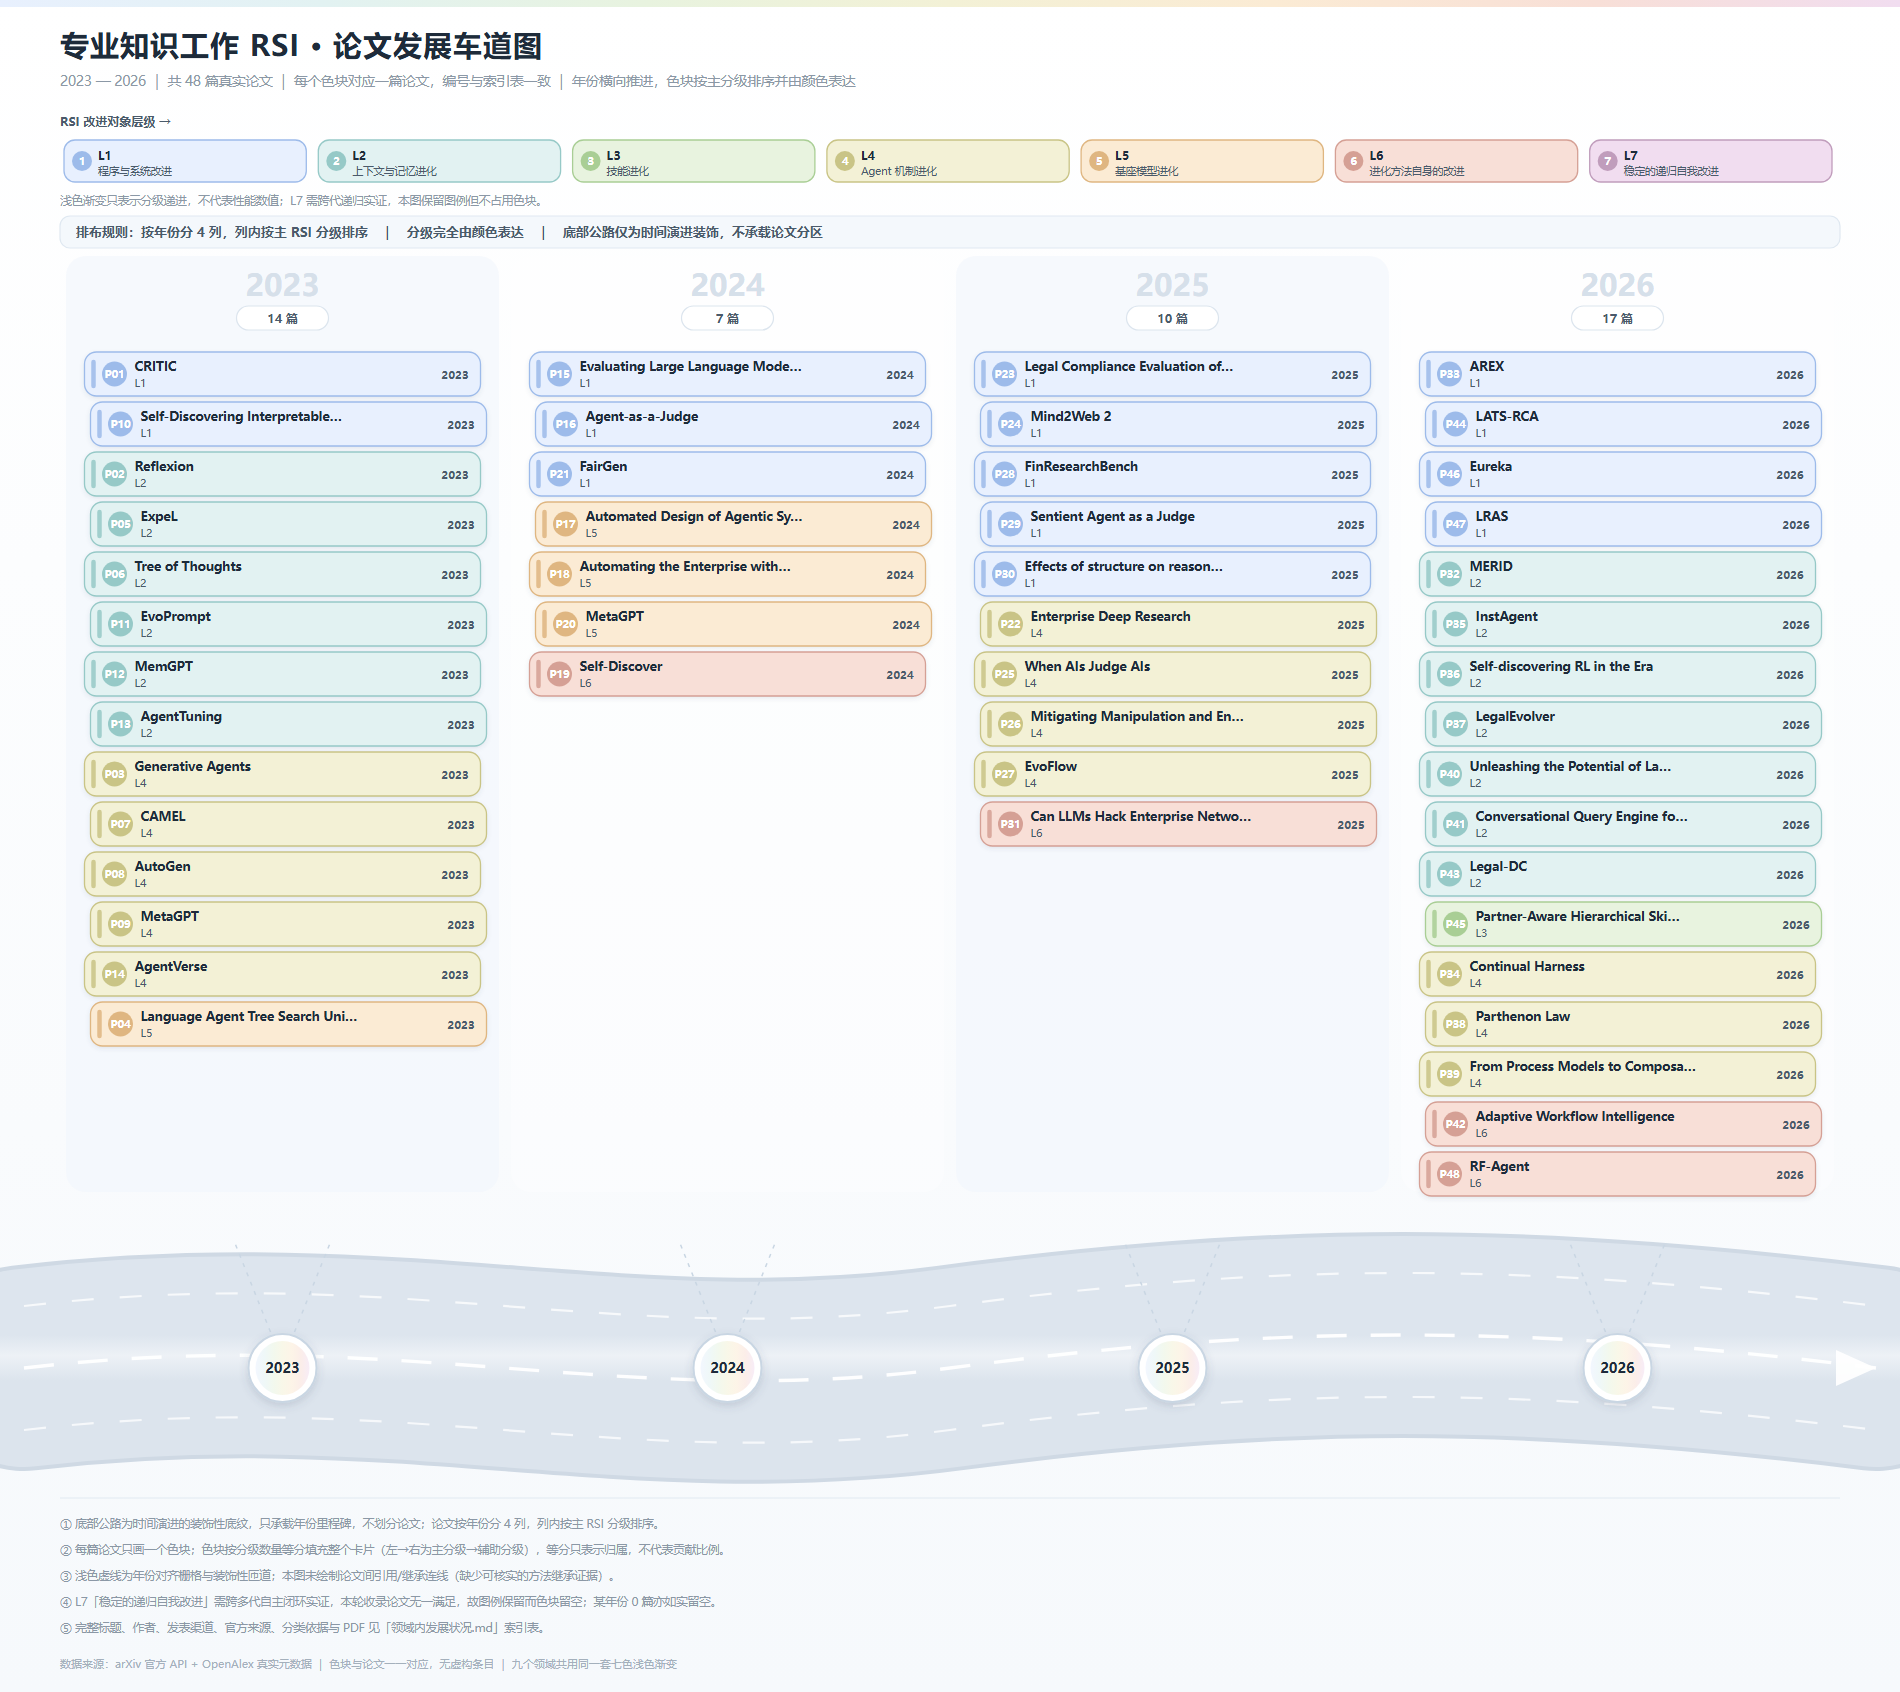 专业知识工作 RSI · 论文发展车道图
2023 — 2026 | 共 48 篇真实论文 | 每个色块对应一篇论文，编号与索引表一致 | 年份横向推进，色块按主分级排序并由颜色表达
RSI 改进对象层级 →
1 L1 程序与系统改进
2 L2 上下文与记忆进化
3 L3 技能进化
4 L4 Agent 机制进化
5 L5 基座模型进化
6 L6 进化方法自身的改进
7 L7 稳定的递归自我改进
浅色渐变只表示分级递进，不代表性能数值；L7 需跨代递归实证，本图保留图例但不占用色块。
排布规则：按年份分 4 列，列内按主 RSI 分级排序 | 分级完全由颜色表达 | 底部公路仅为时间演进装饰，不承载论文分区
2023
14 篇
P01 CRITIC 2023
L1
P10 Self-Discovering Interpretable... 2023
L1
P02 Reflexion 2023
L2
P05 ExpeL 2023
L2
P06 Tree of Thoughts 2023
L2
P11 EvoPrompt 2023
L2
P12 MemGPT 2023
L2
P13 AgentTuning 2023
L2
P03 Generative Agents 2023
L4
P07 CAMEL 2023
L4
P08 AutoGen 2023
L4
P09 MetaGPT 2023
L4
P14 AgentVerse 2023
L4
P04 Language Agent Tree Search Uni... 2023
L5
2024
7 篇
P15 Evaluating Large Language Mode... 2024
L1
P16 Agent-as-a-Judge 2024
L1
P21 FairGen 2024
L1
P17 Automated Design of Agentic Sy... 2024
L5
P18 Automating the Enterprise with... 2024
L5
P20 MetaGPT 2024
L5
P19 Self-Discover 2024
L6
2025
10 篇
P23 Legal Compliance Evaluation of... 2025
L1
P24 Mind2Web 2 2025
L1
P28 FinResearchBench 2025
L1
P29 Sentient Agent as a Judge 2025
L1
P30 Effects of structure on reason... 2025
L1
P22 Enterprise Deep Research 2025
L4
P25 When AIs Judge AIs 2025
L4
P26 Mitigating Manipulation and En... 2025
L4
P27 EvoFlow 2025
L4
P31 Can LLMs Hack Enterprise Netwo... 2025
L6
2026
17 篇
P33 AREX 2026
L1
P44 LATS-RCA 2026
L1
P46 Eureka 2026
L1
P47 LRAS 2026
L1
P32 MERID 2026
L2
P35 InstAgent 2026
L2
P36 Self-discovering RL in the Era 2026
L2
P37 LegalEvolver 2026
L2
P40 Unleashing the Potential of La... 2026
L2
P41 Conversational Query Engine fo... 2026
L2
P43 Legal-DC 2026
L2
P45 Partner-Aware Hierarchical Ski... 2026
L3
P34 Continual Harness 2026
L4
P38 Parthenon Law 2026
L4
P39 From Process Models to Composa... 2026
L4
P42 Adaptive Workflow Intelligence 2026
L6
P48 RF-Agent 2026
L6
2023 2024 2025 2026
① 底部公路为时间演进的装饰性底纹，只承载年份里程碑，不划分论文；论文按年份分 4 列，列内按主 RSI 分级排序。
② 每篇论文只画一个色块；色块按分级数量等分填充整个卡片（左→右为主分级→辅助分级），等分只表示归属，不代表贡献比例。
③ 浅色虚线为年份对齐栅格与装饰性匝道；本图未绘制论文间引用/继承连线（缺少可核实的方法继承证据）。
④ L7「稳定的递归自我改进」需跨多代自主闭环实证，本轮收录论文无一满足，故图例保留而色块留空；某年份 0 篇亦如实留空。
⑤ 完整标题、作者、发表渠道、官方来源、分类依据与 PDF 见「领域内发展状况.md」索引表。
数据来源：arXiv 官方 API + OpenAlex 真实元数据 | 色块与论文一一对应，无虚构条目 | 九个领域共用同一套七色浅色渐变